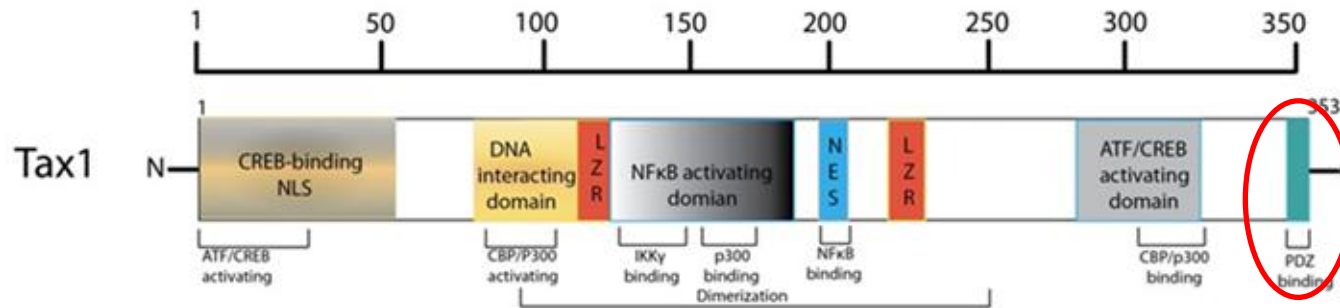 1 50 100 150 200 250 300 350
1 353
Tax1 N
CREB-binding
NLS
DNA
interacting
domain
L
Z
R
NFκB activating
domian
N
E
S
L
Z
R
ATF/CREB
activating
domain
ATF/CREB
activating
CBP/P300
activating
IKKγ
binding
p300
binding
NFκB
binding
CBP/p300
binding
PDZ
binding
Dimerization